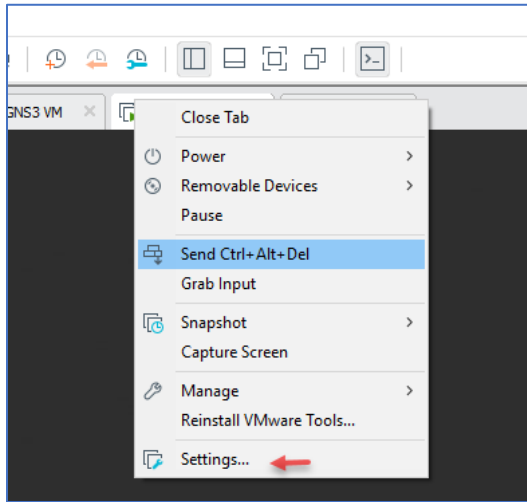 GNS3 VM
Close Tab
Power
Removable Devices
Pause
Send Ctrl+Alt+Del
Grab Input
Snapshot
Capture Screen
Manage
Reinstall VMware Tools...
Settings...